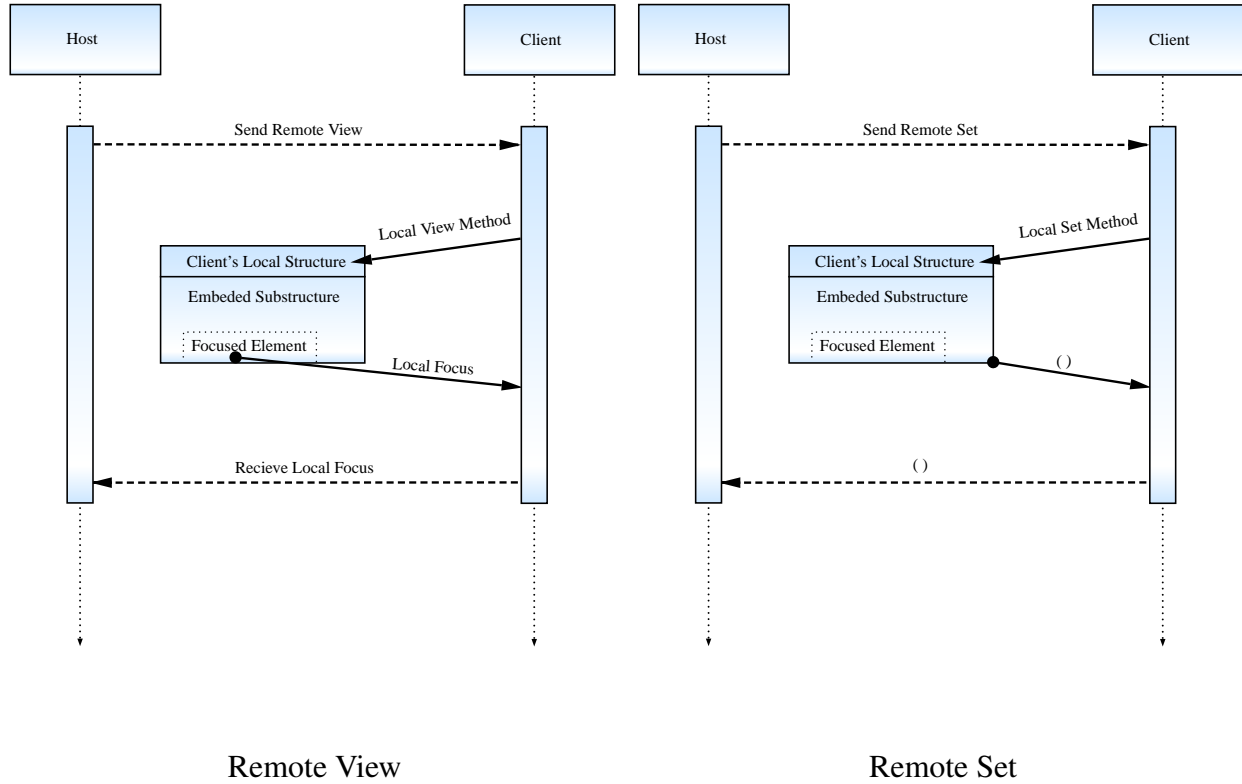 Host
Client
Send Remote View
Local View Method
Client's Local Structure
Embeded Substructure
Focused Element
Local Focus
Recieve Local Focus
Remote View
Host
Client
Send Remote Set
Local Set Method
Client's Local Structure
Embeded Substructure
Focused Element
( )
( )
Remote Set